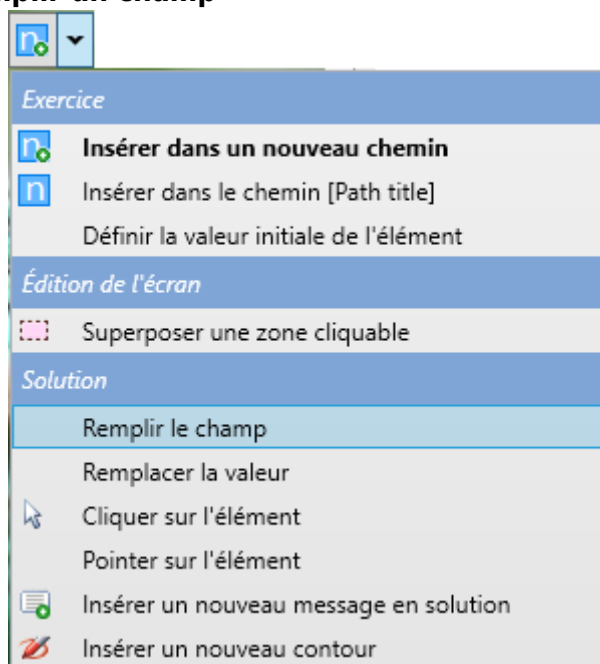 Exercice
Insérer dans un nouveau chemin
Insérer dans le chemin [Path title]
Définir la valeur initiale de l'élément
Édition de l'écran
Superposer une zone cliquable
Solution
Remplir le champ
Remplacer la valeur
Cliquer sur l'élément
Pointer sur l'élément
Insérer un nouveau message en solution
Insérer un nouveau contour